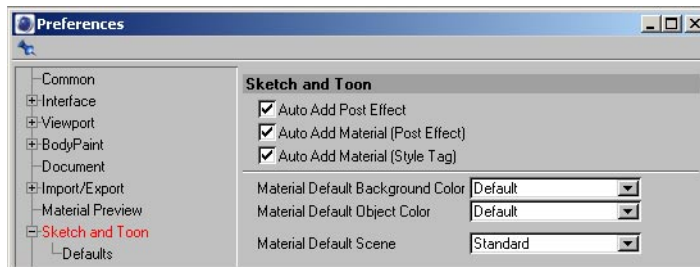 Preferences
Common
Interface
Viewport
BodyPaint
Document
Import/Export
Material Preview
Sketch and Toon
Defaults
Sketch and Toon
Auto Add Post Effect
Auto Add Material (Post Effect)
Auto Add Material (Style Tag)
Material Default Background Color Default
Material Default Object Color Default
Material Default Scene Standard